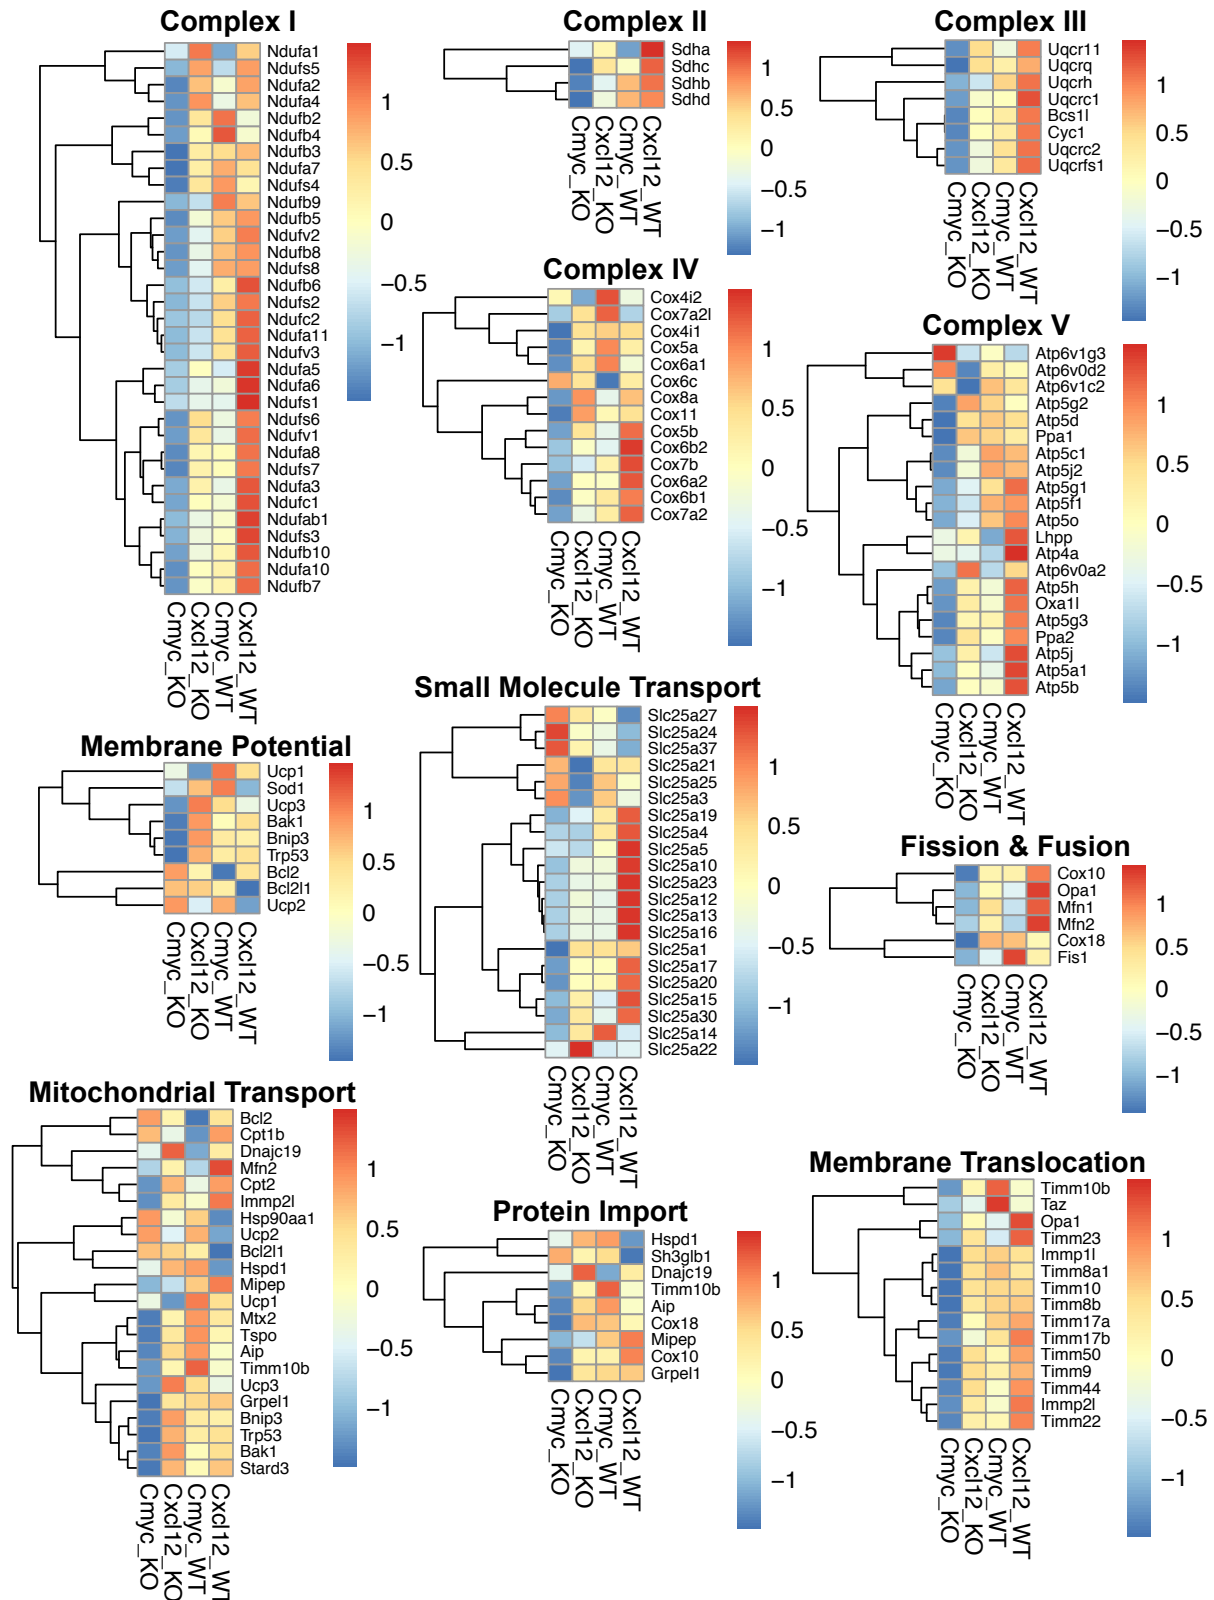 Complex I
Ndufa1
Ndufs5
Ndufa2
Ndufa4
Ndufb2
Ndufb4
Ndufb3
Ndufa7
Ndufs4
Ndufb9
Ndufb5
Ndufv2
Ndufb8
Ndufs8
Ndufb6
Ndufs2
Ndufc2
Ndufa11
Ndufv3
Ndufa5
Ndufa6
Ndufs1
Ndufs6
Ndufv1
Ndufa8
Ndufs7
Ndufa3
Ndufc1
Ndufab1
Ndufs3
Ndufb10
Ndufa10
Ndufb7
Cmyc_KO
Cxcl12_KO
Cmyc_WT
Cxcl12_WT
1
0.5
0
−0.5
−1
Complex II
Sdha
Sdhc
Sdhb
Sdhd
Cmyc_KO
Cxcl12_KO
Cmyc_WT
Cxcl12_WT
1
0.5
0
−0.5
−1
Complex III
Uqcr11
Uqcrq
Uqcrh
Uqcrc1
Bcs1l
Cyc1
Uqcrc2
Uqcrfs1
Cmyc_KO
Cxcl12_KO
Cmyc_WT
Cxcl12_WT
1
0.5
0
−0.5
−1
Complex IV
Cox4i2
Cox7a2l
Cox4i1
Cox5a
Cox6a1
Cox6c
Cox8a
Cox11
Cox5b
Cox6b2
Cox7b
Cox6a2
Cox6b1
Cox7a2
Cmyc_KO
Cxcl12_KO
Cmyc_WT
Cxcl12_WT
1
0.5
0
−0.5
−1
Complex V
Atp6v1g3
Atp6v0d2
Atp6v1c2
Atp5g2
Atp5d
Ppa1
Atp5c1
Atp5j2
Atp5g1
Atp5f1
Atp5o
Lhpp
Atp4a
Atp6v0a2
Atp5h
Oxa1l
Atp5g3
Ppa2
Atp5j
Atp5a1
Atp5b
Cmyc_KO
Cxcl12_KO
Cmyc_WT
Cxcl12_WT
1
0.5
0
−0.5
−1
Membrane Potential
Ucp1
Sod1
Ucp3
Bak1
Bnip3
Trp53
Bcl2
Bcl2l1
Ucp2
Cmyc_KO
Cxcl12_KO
Cmyc_WT
Cxcl12_WT
1
0.5
0
−0.5
−1
Small Molecule Transport
Slc25a27
Slc25a24
Slc25a37
Slc25a21
Slc25a25
Slc25a3
Slc25a19
Slc25a4
Slc25a5
Slc25a10
Slc25a23
Slc25a12
Slc25a13
Slc25a16
Slc25a1
Slc25a17
Slc25a20
Slc25a15
Slc25a30
Slc25a14
Slc25a22
Cmyc_KO
Cxcl12_KO
Cmyc_WT
Cxcl12_WT
1
0.5
0
−0.5
−1
Fission & Fusion
Cox10
Opa1
Mfn1
Mfn2
Cox18
Fis1
Cmyc_KO
Cxcl12_KO
Cmyc_WT
Cxcl12_WT
1
0.5
0
−0.5
−1
Mitochondrial Transport
Bcl2
Cpt1b
Dnajc19
Mfn2
Cpt2
Immp2l
Hsp90aa1
Ucp2
Bcl2l1
Hspd1
Mipep
Ucp1
Mtx2
Tspo
Aip
Timm10b
Ucp3
Grpel1
Bnip3
Trp53
Bak1
Stard3
Cmyc_KO
Cxcl12_KO
Cmyc_WT
Cxcl12_WT
1
0.5
0
−0.5
−1
Protein Import
Hspd1
Sh3glb1
Dnajc19
Timm10b
Aip
Cox18
Mipep
Cox10
Grpel1
Cmyc_KO
Cxcl12_KO
Cmyc_WT
Cxcl12_WT
1
0.5
0
−0.5
−1
Membrane Translocation
Timm10b
Taz
Opa1
Timm23
Immp1l
Timm8a1
Timm10
Timm8b
Timm17a
Timm17b
Timm50
Timm9
Timm44
Immp2l
Timm22
Cmyc_KO
Cxcl12_KO
Cmyc_WT
Cxcl12_WT
1
0.5
0
−0.5
−1